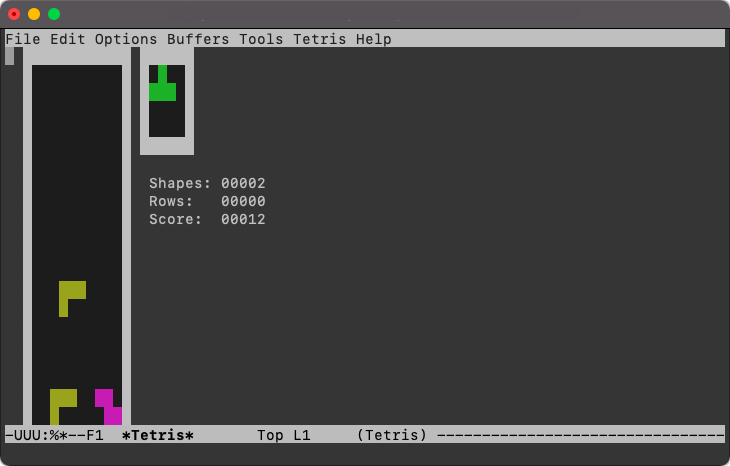 File Edit Options Buffers Tools Tetris Help
Shapes: 00002
Rows:   00000
Score:  00012
-UUU:%*--F1  *Tetris*       Top L1     (Tetris) --------------------------------